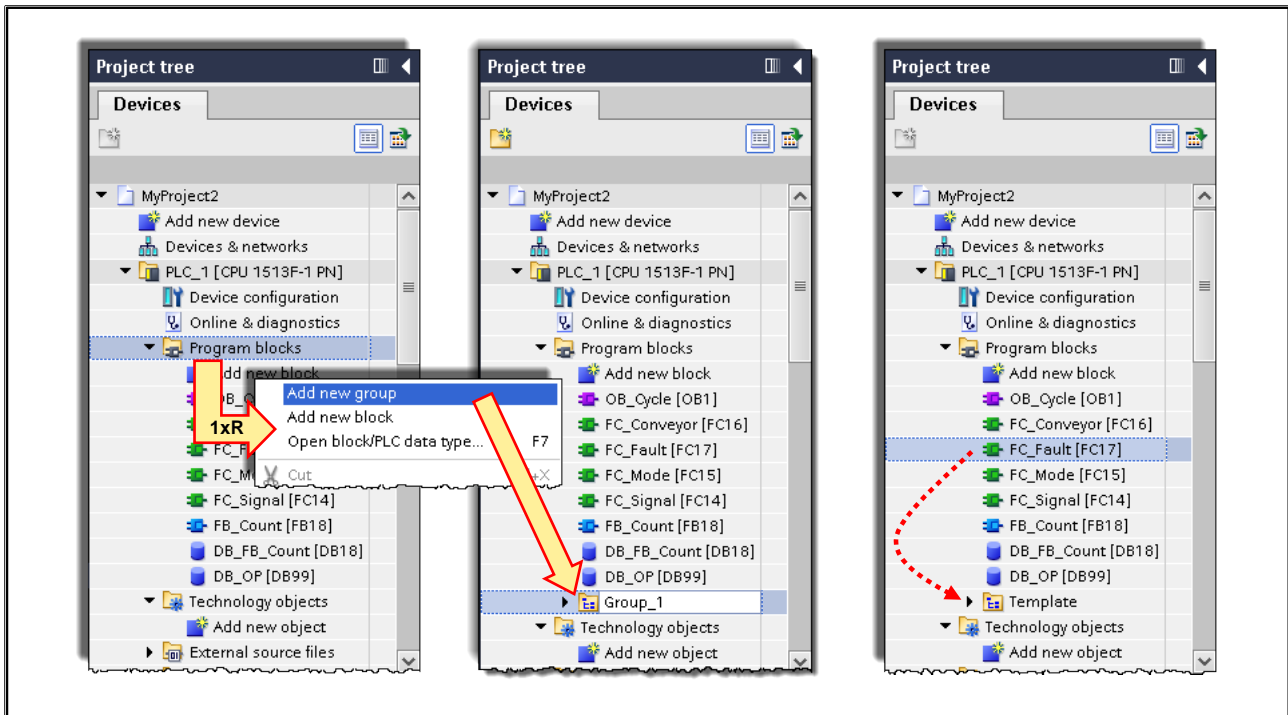 Project tree
Devices
MyProject2
Add new device
Devices & networks
PLC_1 [CPU 1513F-1 PN]
Device configuration
Online & diagnostics
Program blocks
Add new group
Add new block
Open block/PLC data type... F7
Cut
1xR
FC_Signal [FC14]
FB_Count [FB18]
DB_FB_Count [DB18]
DB_OP [DB99]
Technology objects
Add new object
External source files
Project tree
Devices
MyProject2
Add new device
Devices & networks
PLC_1 [CPU 1513F-1 PN]
Device configuration
Online & diagnostics
Program blocks
Add new block
OB_Cycle [OB1]
FC_Conveyor [FC16]
FC_Fault [FC17]
FC_Mode [FC15]
FC_Signal [FC14]
FB_Count [FB18]
DB_FB_Count [DB18]
DB_OP [DB99]
Group_1
Technology objects
Add new object
Project tree
Devices
MyProject2
Add new device
Devices & networks
PLC_1 [CPU 1513F-1 PN]
Device configuration
Online & diagnostics
Program blocks
Add new block
OB_Cycle [OB1]
FC_Conveyor [FC16]
FC_Fault [FC17]
FC_Mode [FC15]
FC_Signal [FC14]
FB_Count [FB18]
DB_FB_Count [DB18]
DB_OP [DB99]
Template
Technology objects
Add new object